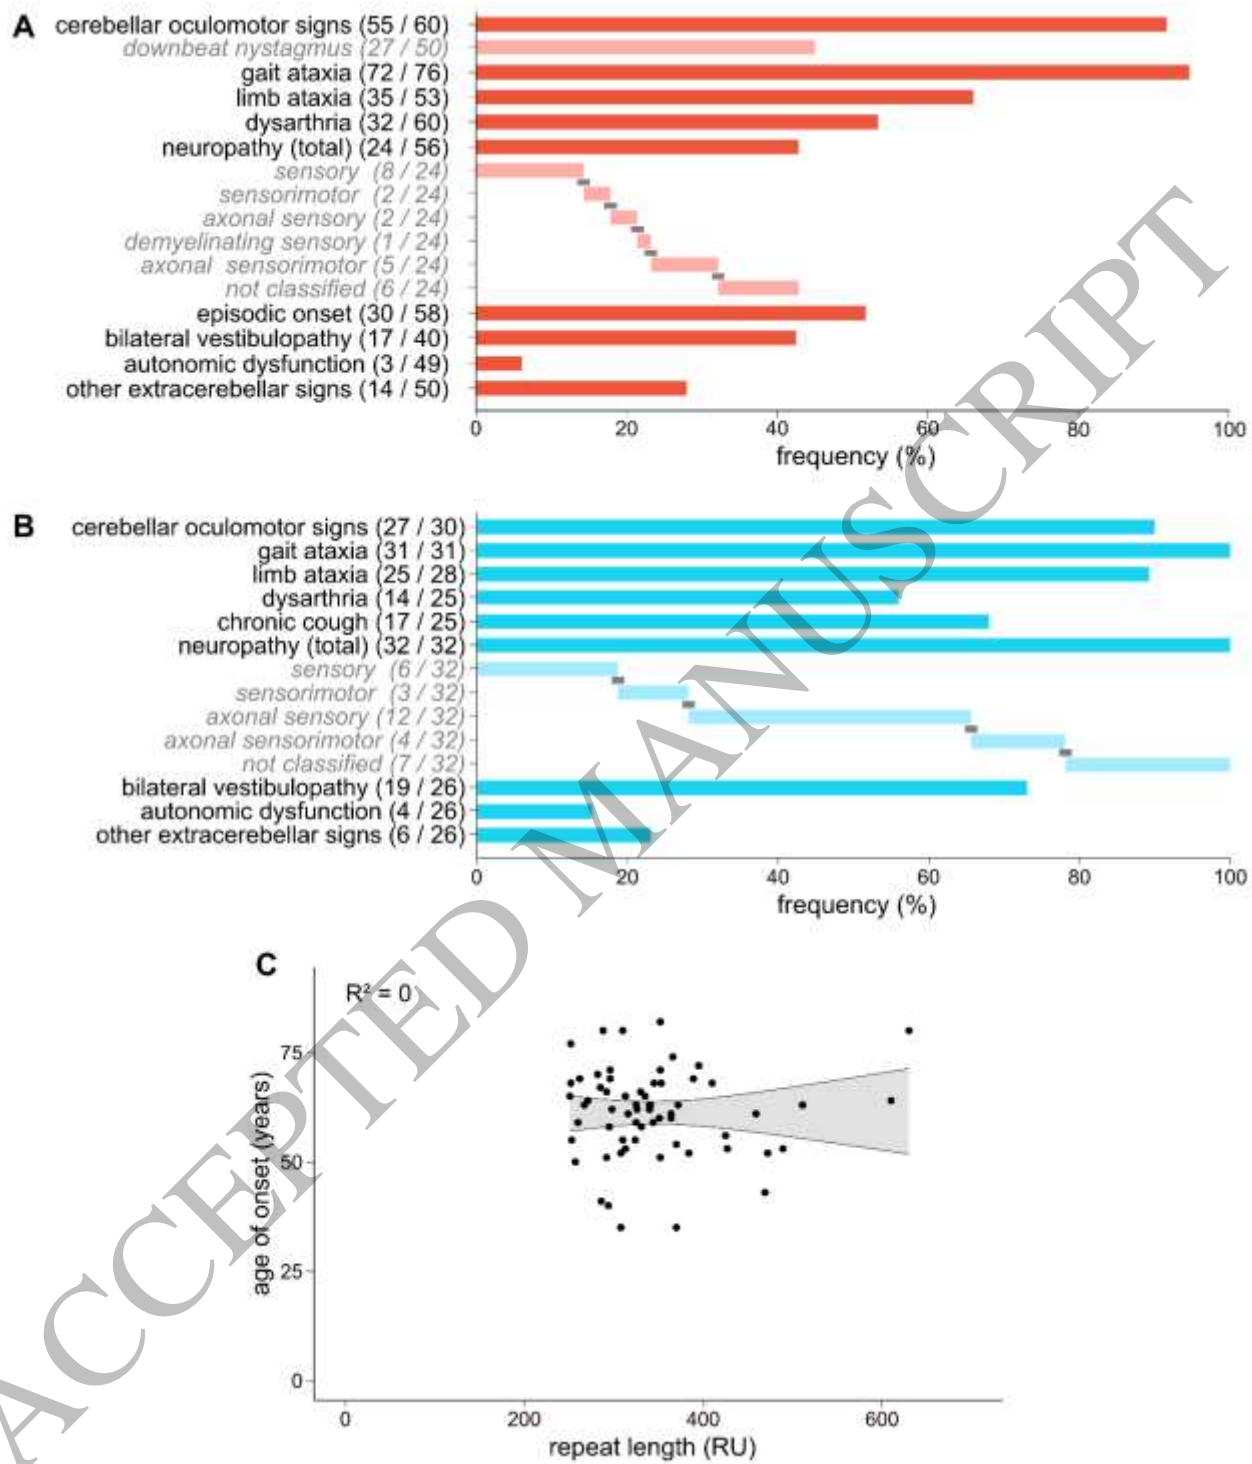 A
cerebellar oculomotor signs (55 / 60)
downbeat nystagmus (27 / 50)
gait ataxia (72 / 76)
limb ataxia (35 / 53)
dysarthria (32 / 60)
neuropathy (total) (24 / 56)
sensory (8 / 24)
sensorimotor (2 / 24)
axonal sensory (2 / 24)
demyelinating sensory (1 / 24)
axonal sensorimotor (5 / 24)
not classified (6 / 24)
episodic onset (30 / 58)
bilateral vestibulopathy (17 / 40)
autonomic dysfunction (3 / 49)
other extracerebellar signs (14 / 50)
0 20 40 60 80 100
frequency (%)
B
cerebellar oculomotor signs (27 / 30)
gait ataxia (31 / 31)
limb ataxia (25 / 28)
dysarthria (14 / 25)
chronic cough (17 / 25)
neuropathy (total) (32 / 32)
sensory (6 / 32)
sensorimotor (3 / 32)
axonal sensory (12 / 32)
axonal sensorimotor (4 / 32)
not classified (7 / 32)
bilateral vestibulopathy (19 / 26)
autonomic dysfunction (4 / 26)
other extracerebellar signs (6 / 26)
0 20 40 60 80 100
frequency (%)
C
R² = 0
75
50
25
0
age of onset (years)
0 200 400 600
repeat length (RU)
ACCEPTED MANUSCRIPT